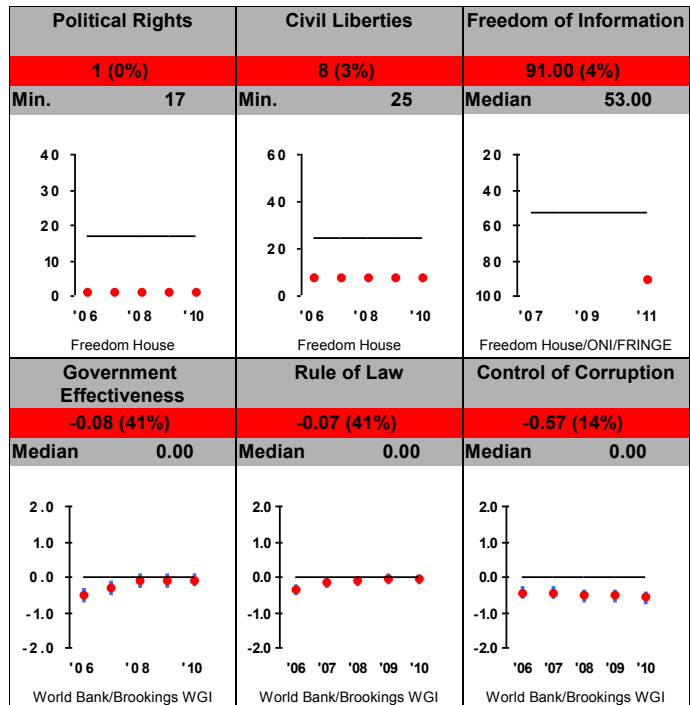 Political Rights
1 (0%)
Min. 17
40
30
20
10
0
'06 '08 '10
Freedom House
Civil Liberties
8 (3%)
Min. 25
60
40
20
0
'06 '08 '10
Freedom House
Freedom of Information
91.00 (4%)
Median 53.00
20
40
60
80
100
'07 '09 '11
Freedom House/ONI/FRINGE
Government
Effectiveness
-0.08 (41%)
Median 0.00
2.0
1.0
0.0
-1.0
-2.0
'06 '08 '10
World Bank/Brookings WGI
Rule of Law
-0.07 (41%)
Median 0.00
2.0
1.0
0.0
-1.0
-2.0
'06 '07 '08 '09 '10
World Bank/Brookings WGI
Control of Corruption
-0.57 (14%)
Median 0.00
2.0
1.0
0.0
-1.0
-2.0
'06 '07 '08 '09 '10
World Bank/Brookings WGI